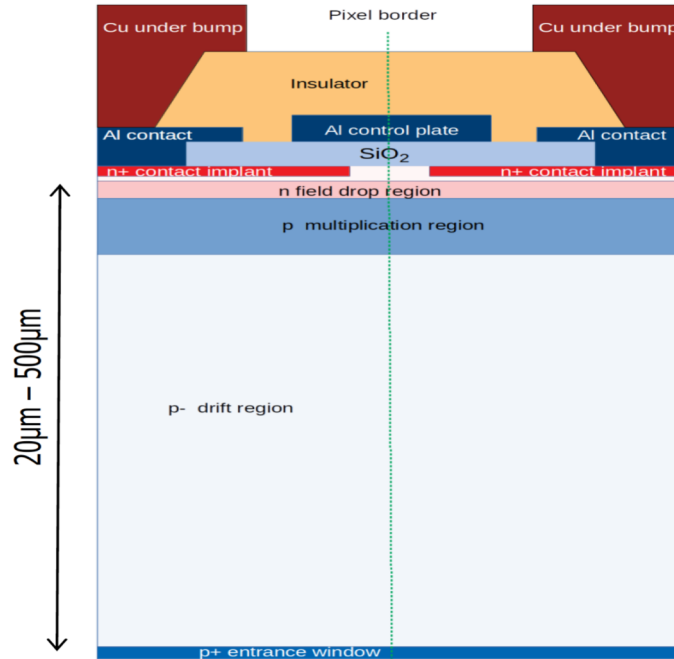 Pixel border
Cu under bump
Cu under bump
Insulator
Al control plate
Al contact
Al contact
SiO₂
n+ contact implant
n+ contact implant
n field drop region
p multiplication region
20μm – 500μm
p- drift region
p+ entrance window